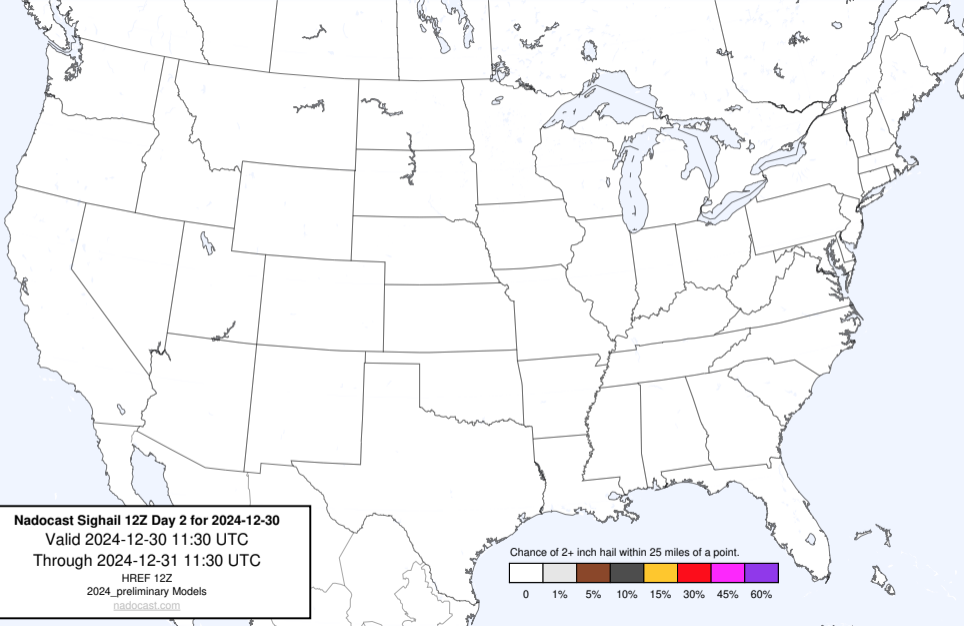 Nadocast Sighail 12Z Day 2 for 2024-12-30
Valid 2024-12-30 11:30 UTC
Through 2024-12-31 11:30 UTC
HREF 12Z
2024_preliminary Models
nadocast.com
Chance of 2+ inch hail within 25 miles of a point.
0 1% 5% 10% 15% 30% 45% 60%